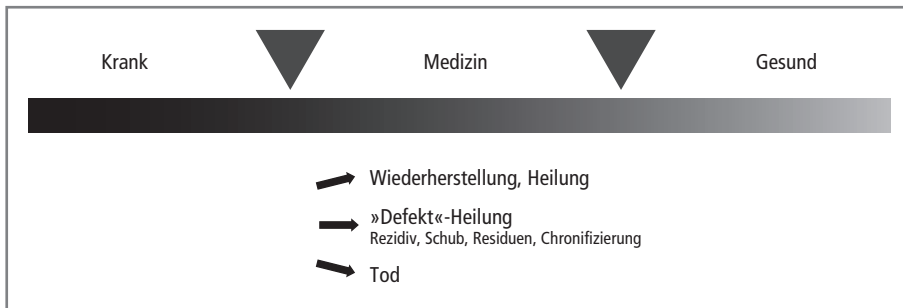 Krank
Medizin
Gesund
Wiederherstellung, Heilung
»Defekt«-Heilung
Rezidiv, Schub, Residuen, Chronifizierung
Tod